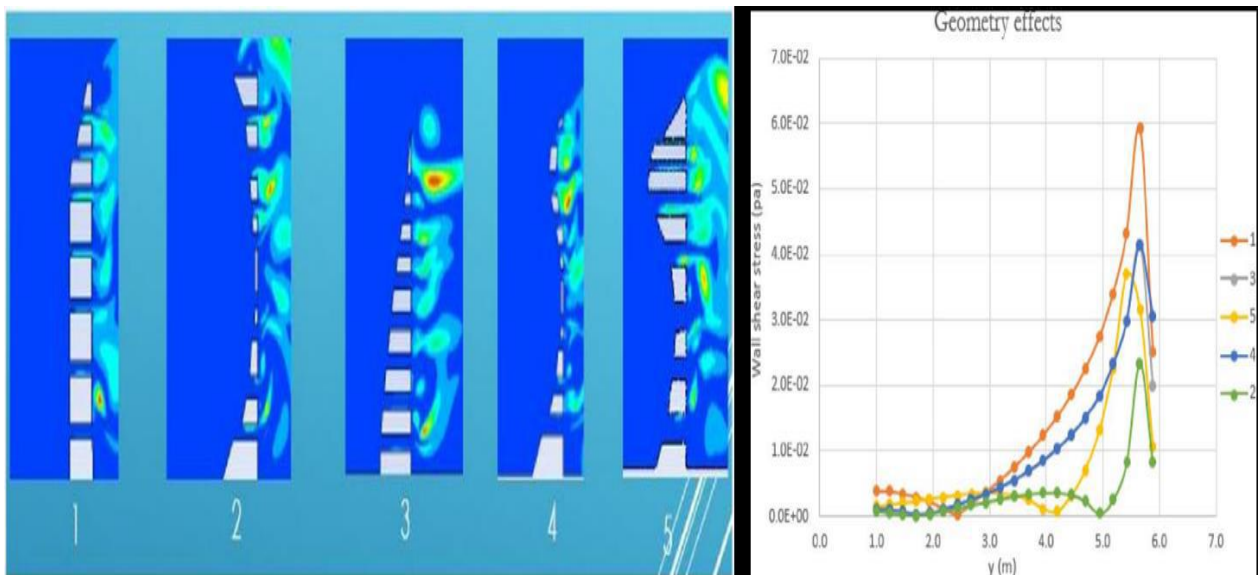 1
2
3
4
5
Geometry effects
7.0E-02
6.0E-02
5.0E-02
4.0E-02
3.0E-02
2.0E-02
1.0E-02
0.0E+00
Wall shear stress (pa)
0.0 1.0 2.0 3.0 4.0 5.0 6.0 7.0
y (m)
1
3
5
4
2